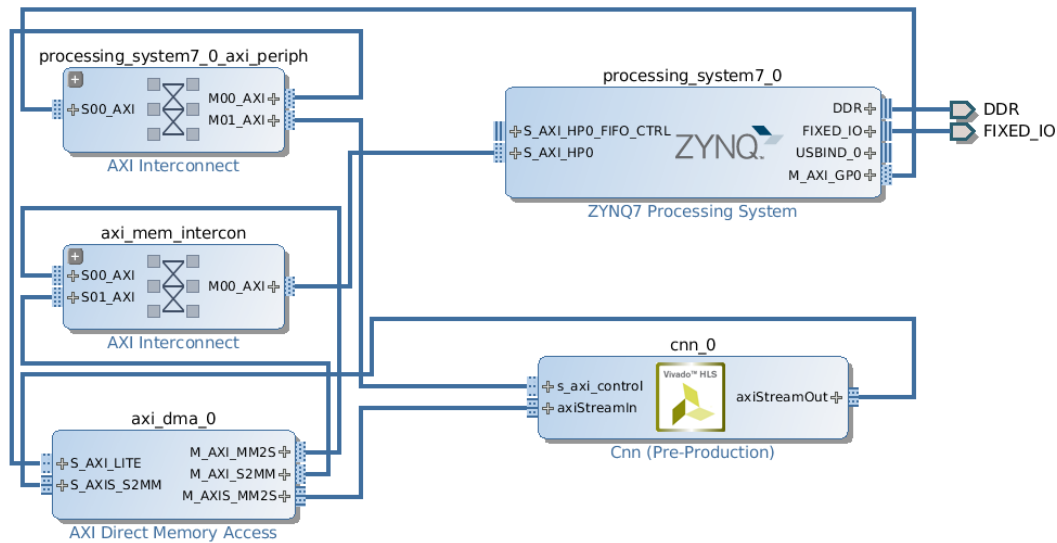 processing_system7_0_axi_periph
S00_AXI
M00_AXI
M01_AXI
AXI Interconnect
processing_system7_0
S_AXI_HP0_FIFO_CTRL
S_AXI_HP0
ZYNQ
DDR
FIXED_IO
USBIND_0
M_AXI_GP0
ZYNQ7 Processing System
DDR
FIXED_IO
axi_mem_intercon
S00_AXI
S01_AXI
M00_AXI
AXI Interconnect
cnn_0
s_axi_control
axiStreamIn
Vivado™ HLS
axiStreamOut
Cnn (Pre-Production)
axi_dma_0
S_AXI_LITE
S_AXIS_S2MM
M_AXI_MM2S
M_AXI_S2MM
M_AXIS_MM2S
AXI Direct Memory Access